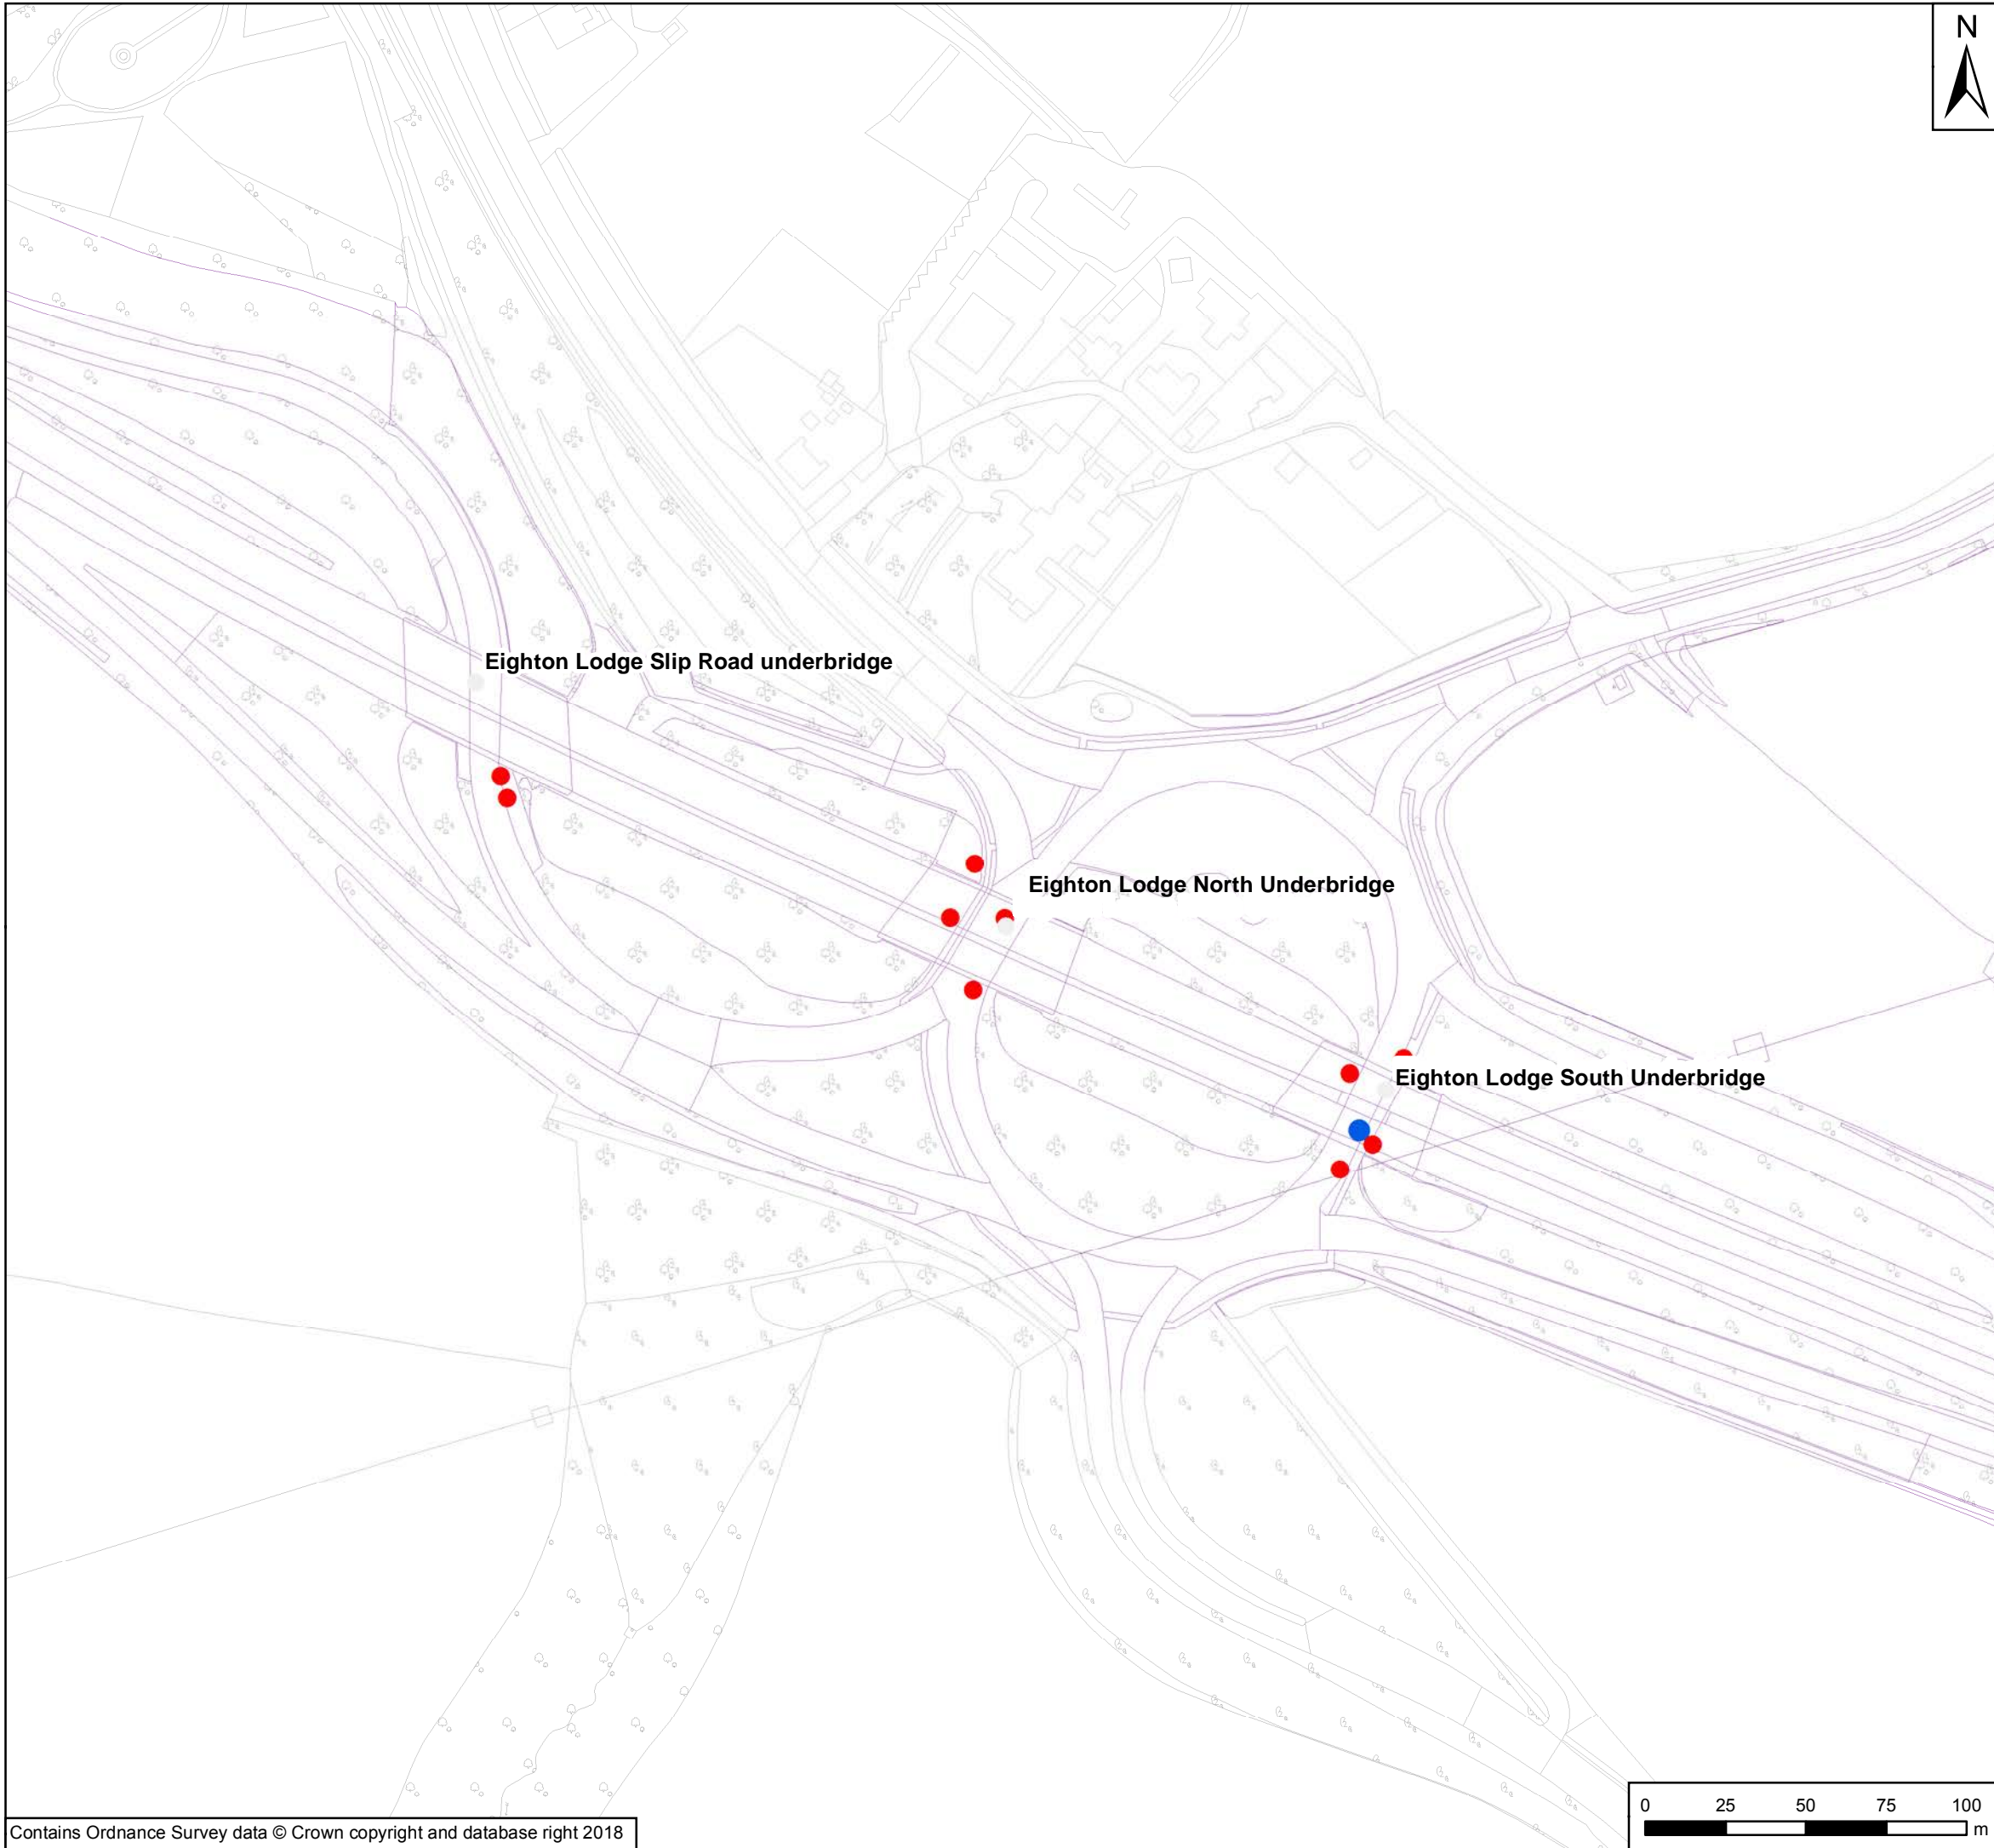 N
Eighton Lodge Slip Road underbridge
Eighton Lodge North Underbridge
Eighton Lodge South Underbridge
0 25 50 75 100
m
Contains Ordnance Survey data © Crown copyright and database right 2018